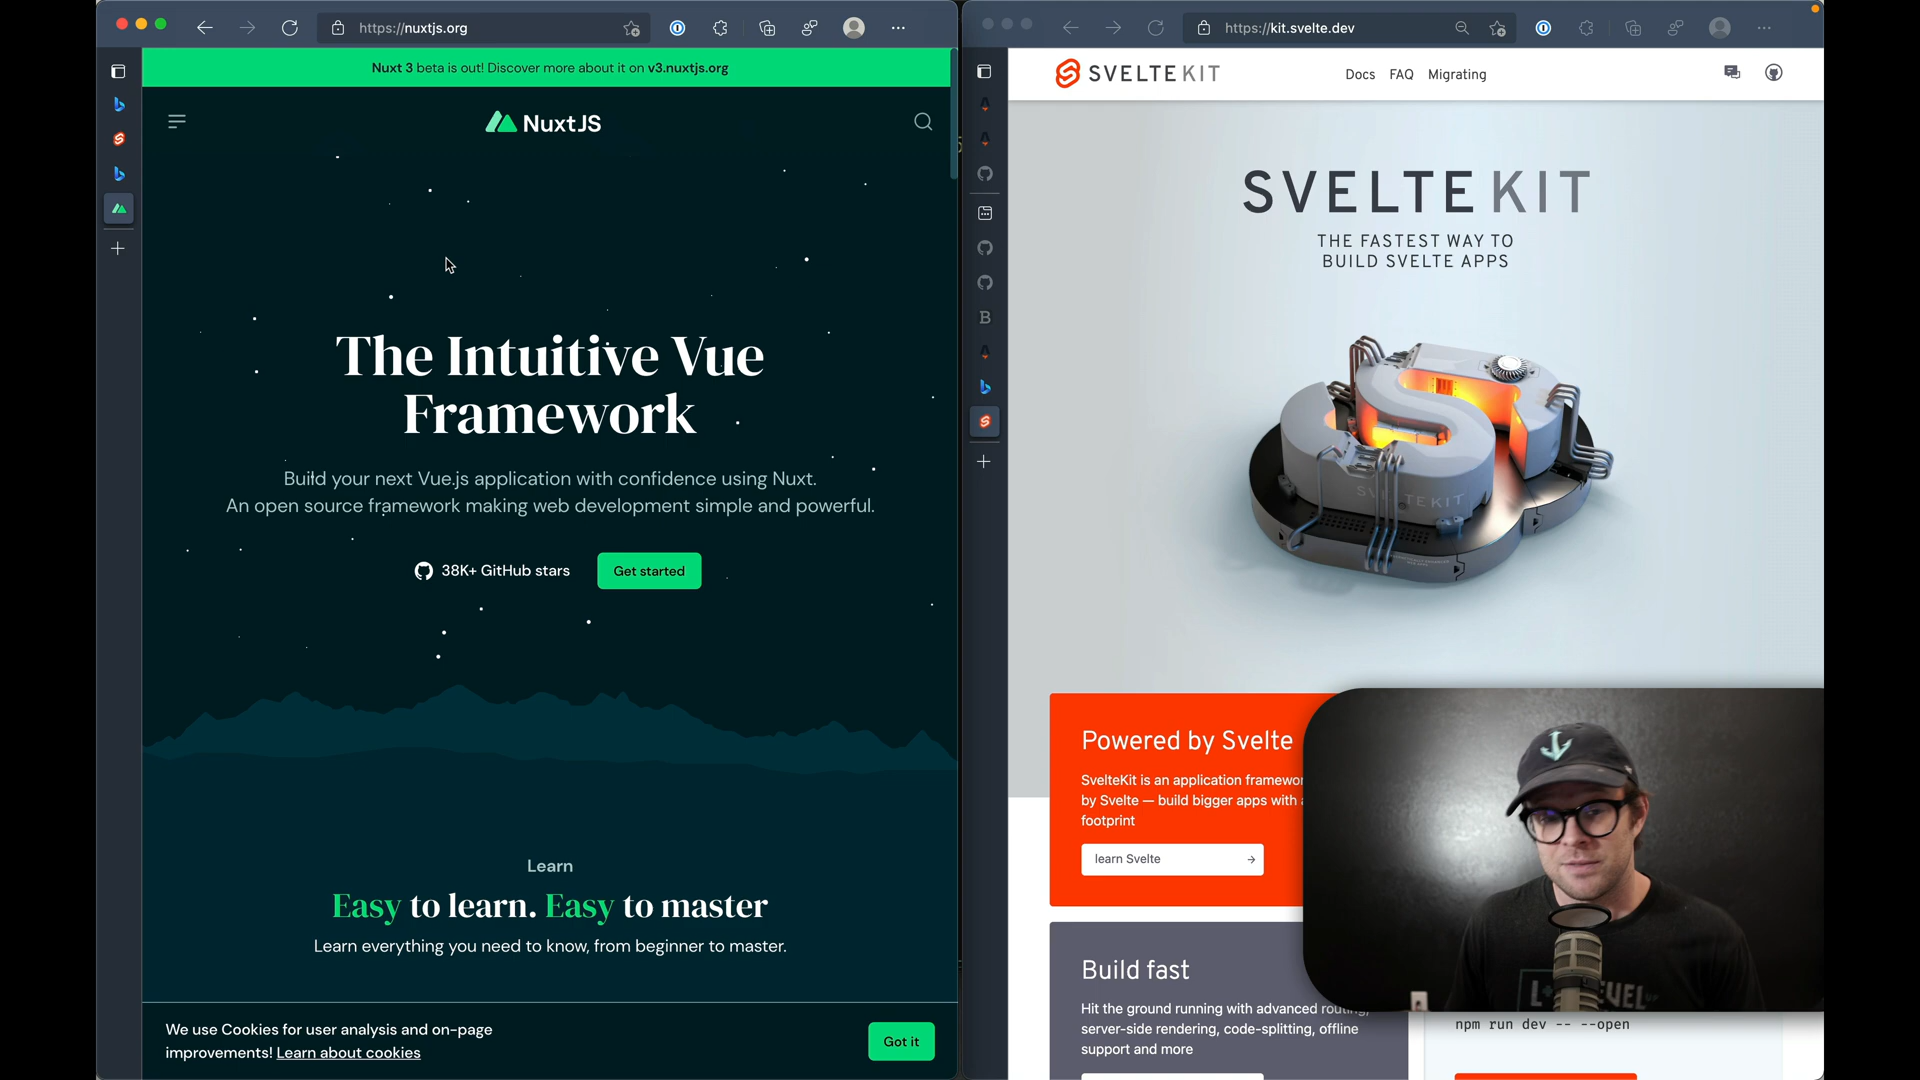 https://nuxtjs.org
Nuxt 3 beta is out! Discover more about it on v3.nuxtjs.org
NuxtJS
The Intuitive Vue
Framework
Build your next Vue.js application with confidence using Nuxt.
An open source framework making web development simple and powerful.
38K+ GitHub stars
Get started
Learn
Easy to learn. Easy to master
Learn everything you need to know, from beginner to master.
We use Cookies for user analysis and on-page
improvements! Learn about cookies
Got it
https://kit.svelte.dev
SVELTEKIT
Docs FAQ Migrating
SVELTEKIT
THE FASTEST WAY TO
BUILD SVELTE APPS
SVELTEKIT
Powered by Svelte
SvelteKit is an application
by Svelte — build bigger apps with
footprint
learn Svelte
Build fast
Hit the ground running with advanced routing,
server-side rendering, code-splitting, offline
support and more
npm run dev -- --open